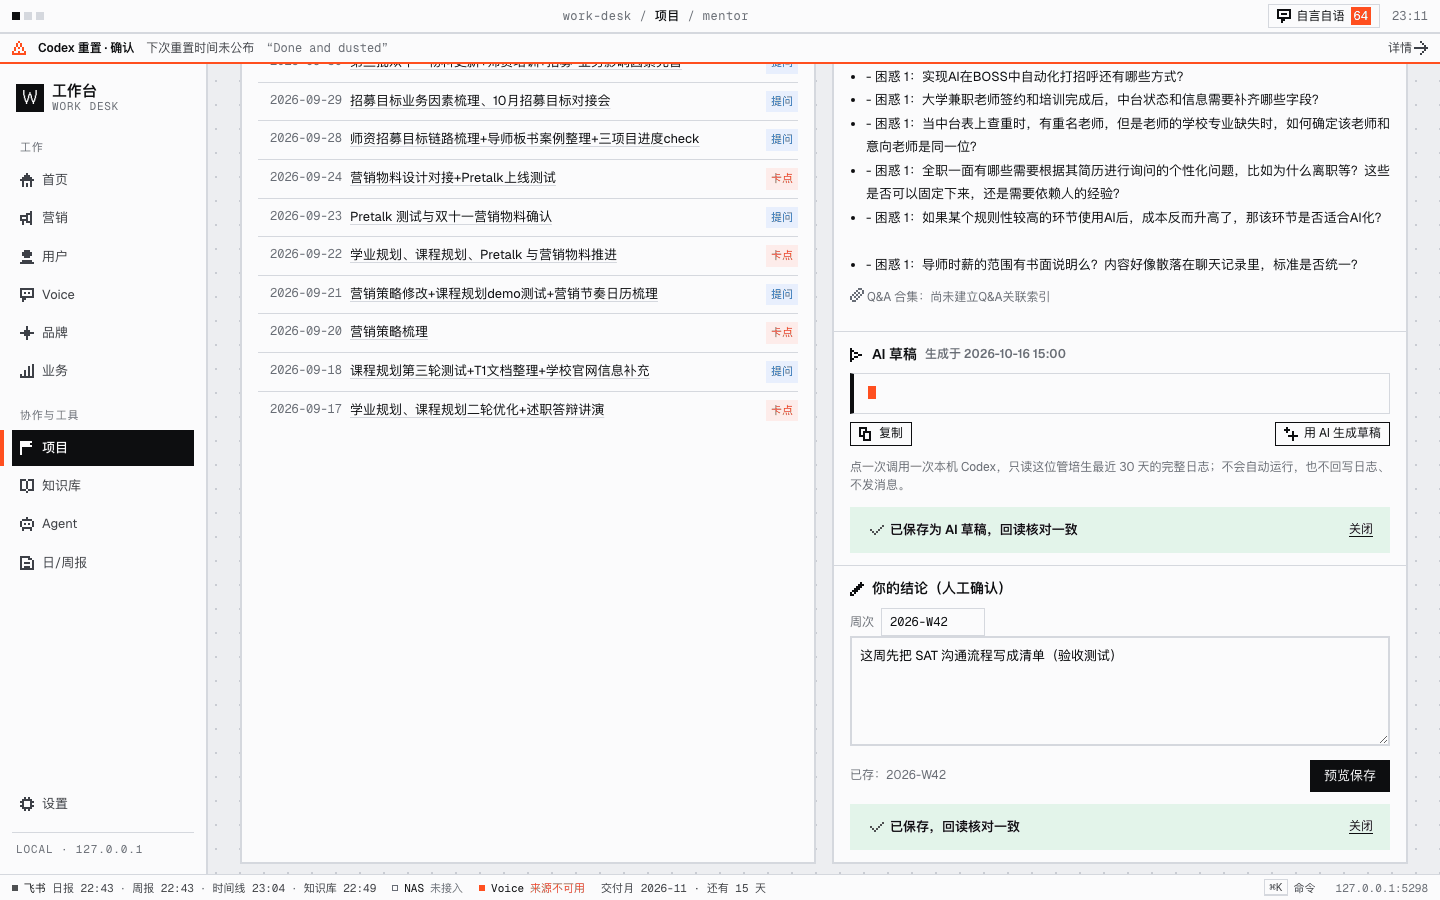 work-desk / 项目 / mentor
自言自语 64
23:11
Codex 重置 · 确认 下次重置时间未公布 “Done and dusted”
详情
W 工作台
WORK DESK
工作
首页
营销
用户
Voice
品牌
业务
协作与工具
项目
知识库
Agent
日/周报
设置
LOCAL · 127.0.0.1
2026-09-29 招募目标业务因素梳理、10月招募目标对接会 提问
2026-09-28 师资招募目标链路梳理+导师板书案例整理+三项目进度check 提问
2026-09-24 营销物料设计对接+Pretalk上线测试 卡点
2026-09-23 Pretalk 测试与双十一营销物料确认 提问
2026-09-22 学业规划、课程规划、Pretalk 与营销物料推进 卡点
2026-09-21 营销策略修改+课程规划demo测试+营销节奏日历梳理 提问
2026-09-20 营销策略梳理 卡点
2026-09-18 课程规划第三轮测试+T1文档整理+学校官网信息补充 提问
2026-09-17 学业规划、课程规划二轮优化+述职答辩讲演 卡点
- 困惑 1：实现AI在BOSS中自动化打招呼还有哪些方式？
- 困惑 1：大学兼职老师签约和培训完成后，中台状态和信息需要补齐哪些字段？
- 困惑 1：当中台表上查重时，有重名老师，但是老师的学校专业缺失时，如何确定该老师和
意向老师是同一位？
- 困惑 1：全职一面有哪些需要根据其简历进行询问的个性化问题，比如为什么离职等？这些
是否可以固定下来，还是需要依赖人的经验？
- 困惑 1：如果某个规则性较高的环节使用AI后，成本反而升高了，那该环节是否适合AI化？
- 困惑 1：导师时薪的范围有书面说明么？内容好像散落在聊天记录里，标准是否统一？
Q&A 合集：尚未建立Q&A关联索引
AI 草稿 生成于 2026-10-16 15:00
复制
用 AI 生成草稿
点一次调用一次本机 Codex，只读这位管培生最近 30 天的完整日志；不会自动运行，也不回写日志、
不发消息。
已保存为 AI 草稿，回读核对一致 关闭
你的结论（人工确认）
周次 2026-W42
这周先把 SAT 沟通流程写成清单（验收测试）
已存：2026-W42
预览保存
已保存，回读核对一致 关闭
飞书 日报 22:43 · 周报 22:43 · 时间线 23:04 · 知识库 22:49 NAS 未接入 Voice 来源不可用 交付月 2026-11 · 还有 15 天
⌘K 命令 127.0.0.1:5298